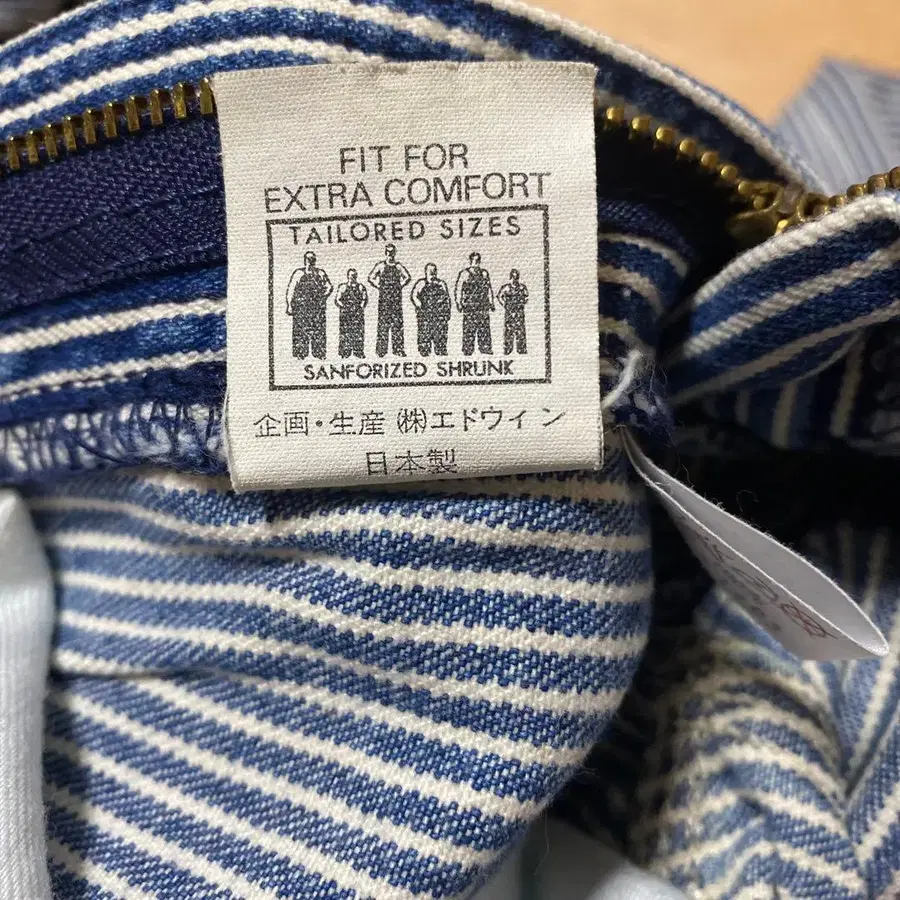 FIT FOR
EXTRA COMFORT
TAILORED SIZES
SANFORIZED SHRUNK
企画・生産 ㈱エドウイン
日本製